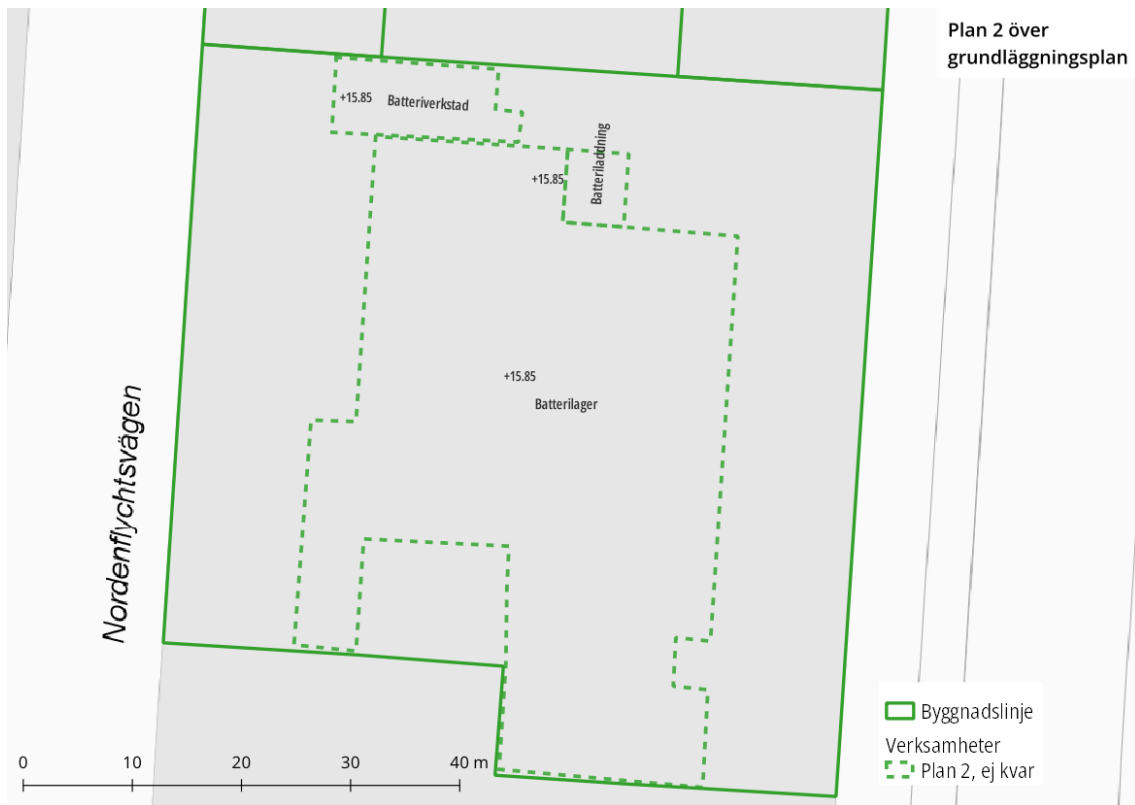 Plan 2 över
grundläggningsplan
+15.85 Batteriverkstad
Batteriladdning
+15.85
+15.85
Batterilager
Nordenflychtsvägen
Byggnadslinje
Verksamheter
Plan 2, ej kvar
0 10 20 30 40 m